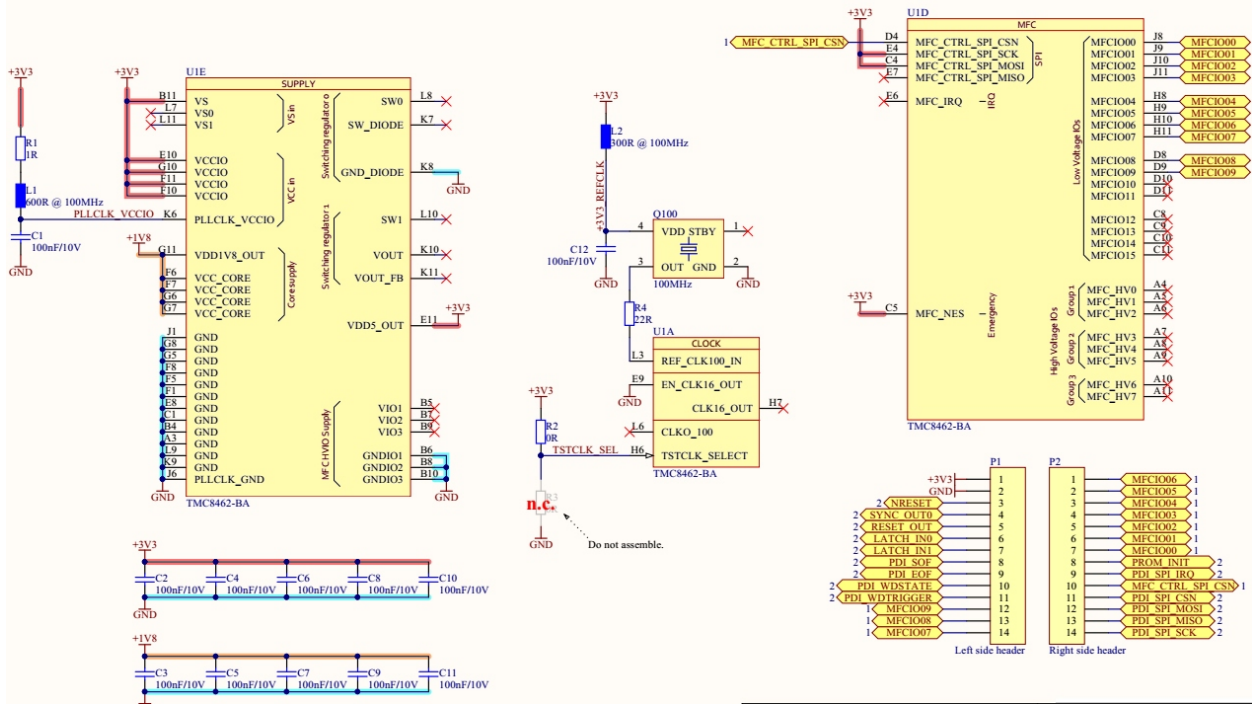 +3V3
+3V3
R1
1R
L1
600R @ 100MHz
PLLCLK_VCCIO
C1
100nF/10V
GND
+1V8
U1E
SUPPLY
B11 VS
L7 VS0
L11 VS1
VS in
E10 VCCIO
G10 VCCIO
F11 VCCIO
F10 VCCIO
VCC in
K6 PLLCLK_VCCIO
G11 VDD1V8_OUT
F6 VCC_CORE
F7 VCC_CORE
G6 VCC_CORE
G7 VCC_CORE
Core supply
J1 GND
G8 GND
G5 GND
F8 GND
F5 GND
F1 GND
E8 GND
C1 GND
B4 GND
A3 GND
L9 GND
K9 GND
J6 PLLCLK_GND
GND
Switching regulator 0
SW0 L8
SW_DIODE K7
GND_DIODE K8
GND
Switching regulator 1
SW1 L10
VOUT K10
VOUT_FB K11
VDD5_OUT E11
+3V3
MFC HVIO Supply
VIO1 B5
VIO2 B7
VIO3 B9
GNDIO1 B6
GNDIO2 B8
GNDIO3 B10
GND
TMC8462-BA
+3V3
C2
100nF/10V
C4
100nF/10V
C6
100nF/10V
C8
100nF/10V
C10
100nF/10V
GND
+1V8
C3
100nF/10V
C5
100nF/10V
C7
100nF/10V
C9
100nF/10V
C11
100nF/10V
+3V3
L2
300R @ 100MHz
+3V3_REFCLK
C12
100nF/10V
GND
Q100
4 VDD STBY 1
3 OUT GND 2
100MHz
GND
R4
22R
U1A
CLOCK
L3 REF_CLK100_IN
E9 EN_CLK16_OUT
GND
CLK16_OUT H7
L6 CLKO_100
H6 TSTCLK_SELECT
TMC8462-BA
+3V3
R2
0R
TSTCLK_SEL
R3
n.c.
GND
Do not assemble.
+3V3
1 MFC_CTRL_SPI_CSN
U1D
MFC
D4 MFC_CTRL_SPI_CSN
E4 MFC_CTRL_SPI_SCK
C4 MFC_CTRL_SPI_MOSI
E7 MFC_CTRL_SPI_MISO
SPI
E6 MFC_IRQ
IRQ
+3V3
C5 MFC_NES
Emergency
Low Voltage IOs
MFCIO00 J8 MFCIO00
MFCIO01 J9 MFCIO01
MFCIO02 J10 MFCIO02
MFCIO03 J11 MFCIO03
MFCIO04 H8 MFCIO04
MFCIO05 H9 MFCIO05
MFCIO06 H10 MFCIO06
MFCIO07 H11 MFCIO07
MFCIO08 D8 MFCIO08
MFCIO09 D9 MFCIO09
MFCIO10 D10
MFCIO11 D11
MFCIO12 C8
MFCIO13 C9
MFCIO14 C10
MFCIO15 C11
High Voltage IOs
Group 1
MFC_HV0 A4
MFC_HV1 A5
MFC_HV2 A6
Group 2
MFC_HV3 A7
MFC_HV4 A8
MFC_HV5 A9
Group 3
MFC_HV6 A10
MFC_HV7 A11
TMC8462-BA
P1
+3V3 1
GND 2
2 NRESET 3
2 SYNC_OUT0 4
2 RESET_OUT 5
2 LATCH_IN0 6
2 LATCH_IN1 7
2 PDI_SOF 8
2 PDI_EOF 9
2 PDI_WDSTATE 10
2 PDI_WDTRIGGER 11
1 MFCIO09 12
1 MFCIO08 13
1 MFCIO07 14
Left side header
P2
1 MFCIO06 1
2 MFCIO05 1
3 MFCIO04 1
4 MFCIO03 1
5 MFCIO02 1
6 MFCIO01 1
7 MFCIO00 1
8 PROM_INIT 2
9 PDI_SPI_IRQ 2
10 MFC_CTRL_SPI_CSN 1
11 PDI_SPI_CSN 2
12 PDI_SPI_MOSI 2
13 PDI_SPI_MISO 2
14 PDI_SPI_SCK 2
Right side header